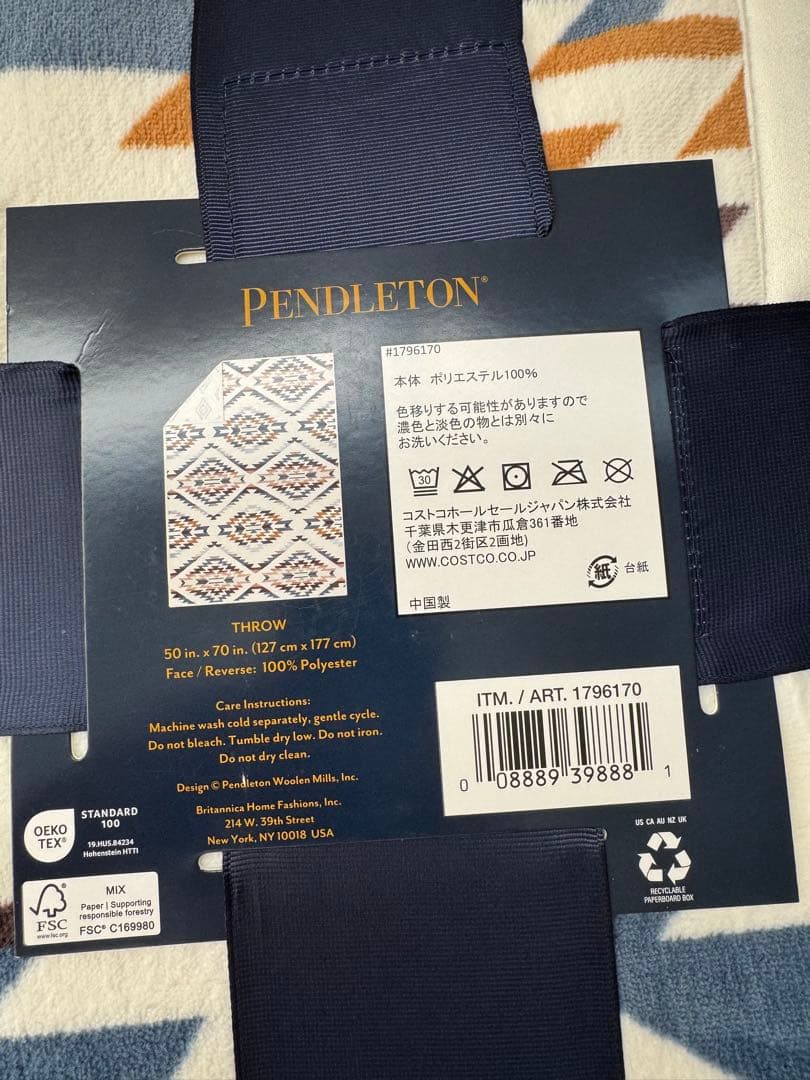 PENDLETON®
#1796170
本体 ポリエステル100%
色移りする可能性がありますので
濃色と淡色の物とは別々に
お洗いください。
30
コストコホールセールジャパン株式会社
千葉県木更津市瓜倉361番地
(金田西2街区2画地)
WWW.COSTCO.CO.JP
紙 台紙
中国製
THROW
50 in. x 70 in. (127 cm x 177 cm)
Face / Reverse: 100% Polyester
Care Instructions:
Machine wash cold separately, gentle cycle.
Do not bleach. Tumble dry low. Do not iron.
Do not dry clean.
Design © Pendleton Woolen Mills, Inc.
Britannica Home Fashions, Inc.
214 W. 39th Street
New York, NY 10018 USA
ITM. / ART. 1796170
0 08889 39888 1
OEKO
TEX®
STANDARD
100
19.HUS.84234
Hohenstein HTTI
FSC
www.fsc.org
MIX
Paper | Supporting
responsible forestry
FSC® C169980
US CA AU NZ UK
RECYCLABLE
PAPERBOARD BOX